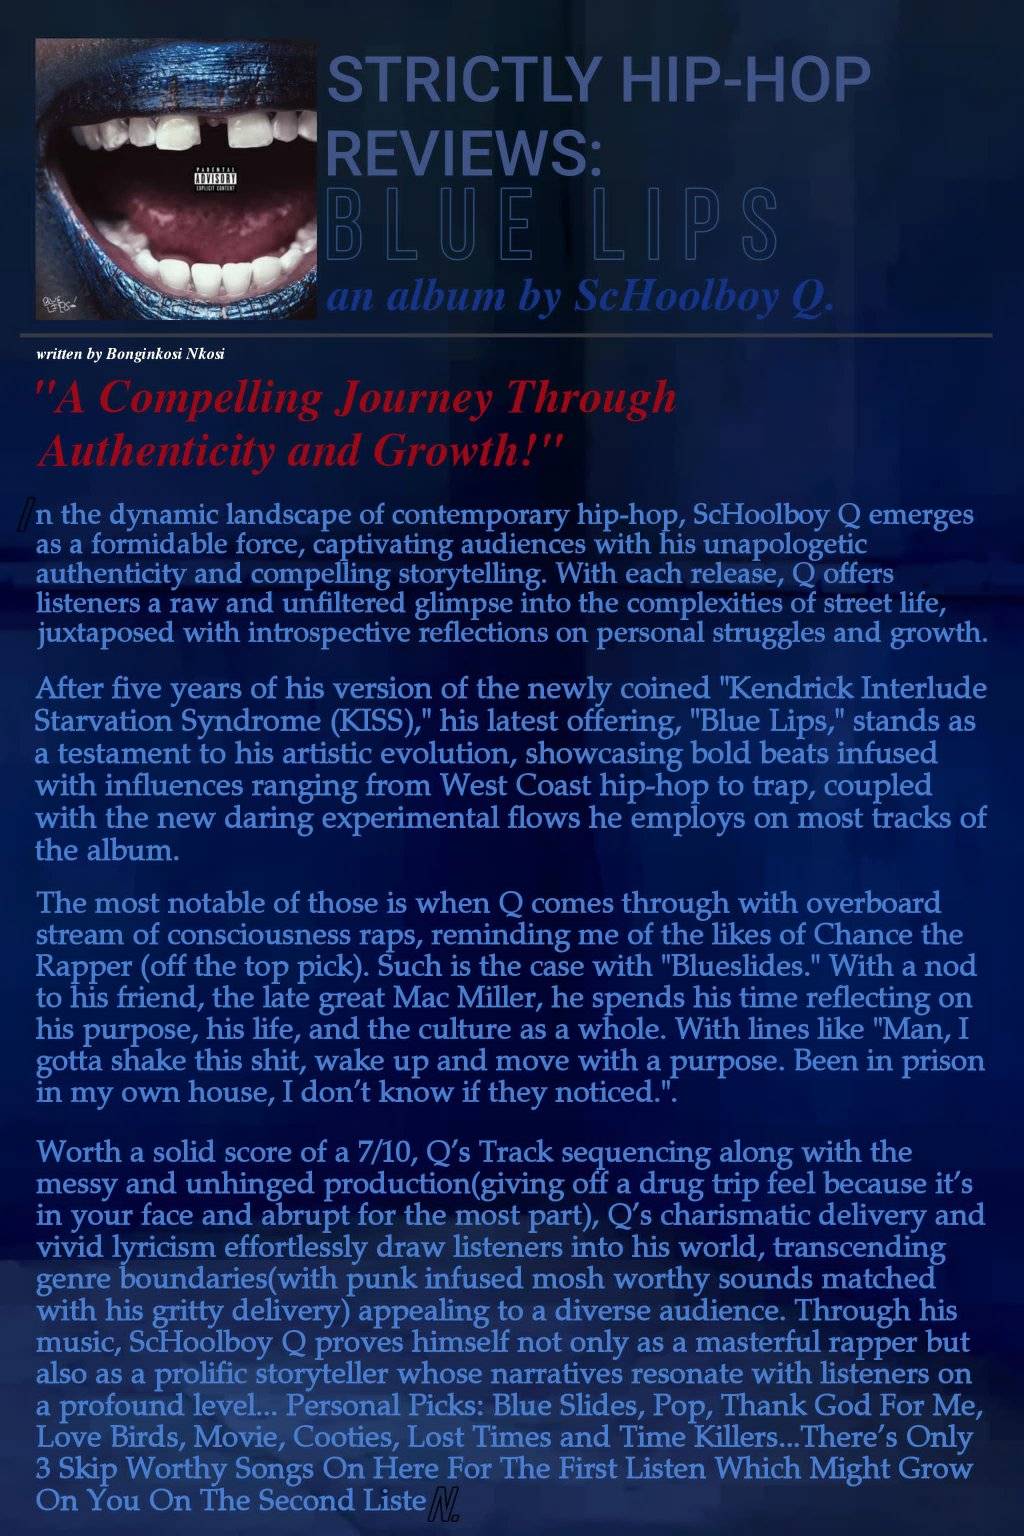 PARENTAL
ADVISORY
EXPLICIT CONTENT
BLUE
LIPS
STRICTLY HIP-HOP
REVIEWS:
BLUE LIPS
an album by ScHoolboy Q.
written by Bonginkosi Nkosi
"A Compelling Journey Through
Authenticity and Growth!"
In the dynamic landscape of contemporary hip-hop, ScHoolboy Q emerges
as a formidable force, captivating audiences with his unapologetic
authenticity and compelling storytelling. With each release, Q offers
listeners a raw and unfiltered glimpse into the complexities of street life,
juxtaposed with introspective reflections on personal struggles and growth.
After five years of his version of the newly coined "Kendrick Interlude
Starvation Syndrome (KISS)," his latest offering, "Blue Lips," stands as
a testament to his artistic evolution, showcasing bold beats infused
with influences ranging from West Coast hip-hop to trap, coupled
with the new daring experimental flows he employs on most tracks of
the album.
The most notable of those is when Q comes through with overboard
stream of consciousness raps, reminding me of the likes of Chance the
Rapper (off the top pick). Such is the case with "Blueslides." With a nod
to his friend, the late great Mac Miller, he spends his time reflecting on
his purpose, his life, and the culture as a whole. With lines like "Man, I
gotta shake this shit, wake up and move with a purpose. Been in prison
in my own house, I don’t know if they noticed.".
Worth a solid score of a 7/10, Q’s Track sequencing along with the
messy and unhinged production(giving off a drug trip feel because it’s
in your face and abrupt for the most part), Q’s charismatic delivery and
vivid lyricism effortlessly draw listeners into his world, transcending
genre boundaries(with punk infused mosh worthy sounds matched
with his gritty delivery) appealing to a diverse audience. Through his
music, ScHoolboy Q proves himself not only as a masterful rapper but
also as a prolific storyteller whose narratives resonate with listeners on
a profound level... Personal Picks: Blue Slides, Pop, Thank God For Me,
Love Birds, Movie, Cooties, Lost Times and Time Killers...There’s Only
3 Skip Worthy Songs On Here For The First Listen Which Might Grow
On You On The Second ListeN.